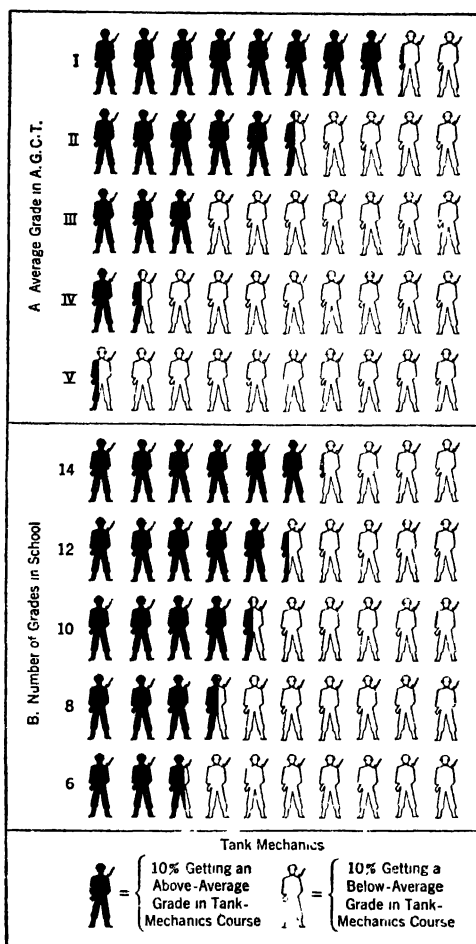 A Average Grade in A.G.C.T.
I
II
III
IV
V
B. Number of Grades in School
14
12
10
8
6
Tank Mechanics
= { 10% Getting an
Above-Average
Grade in Tank-
Mechanics Course
= { 10% Getting a
Below-Average
Grade in Tank-
Mechanics Course